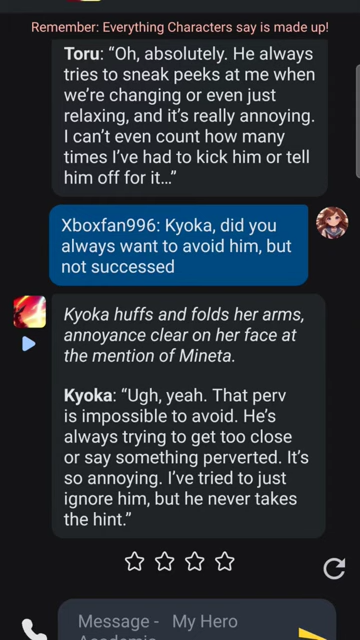 Remember: Everything Characters say is made up!
Toru: “Oh, absolutely. He always
tries to sneak peeks at me when
we’re changing or even just
relaxing, and it’s really annoying.
I can’t even count how many
times I’ve had to kick him or tell
him off for it…”
Xboxfan996: Kyoka, did you
always want to avoid him, but
not successed
Kyoka huffs and folds her arms,
annoyance clear on her face at
the mention of Mineta.
Kyoka: “Ugh, yeah. That perv
is impossible to avoid. He’s
always trying to get too close
or say something perverted. It’s
so annoying. I’ve tried to just
ignore him, but he never takes
the hint.”
Message - My Hero
Academia